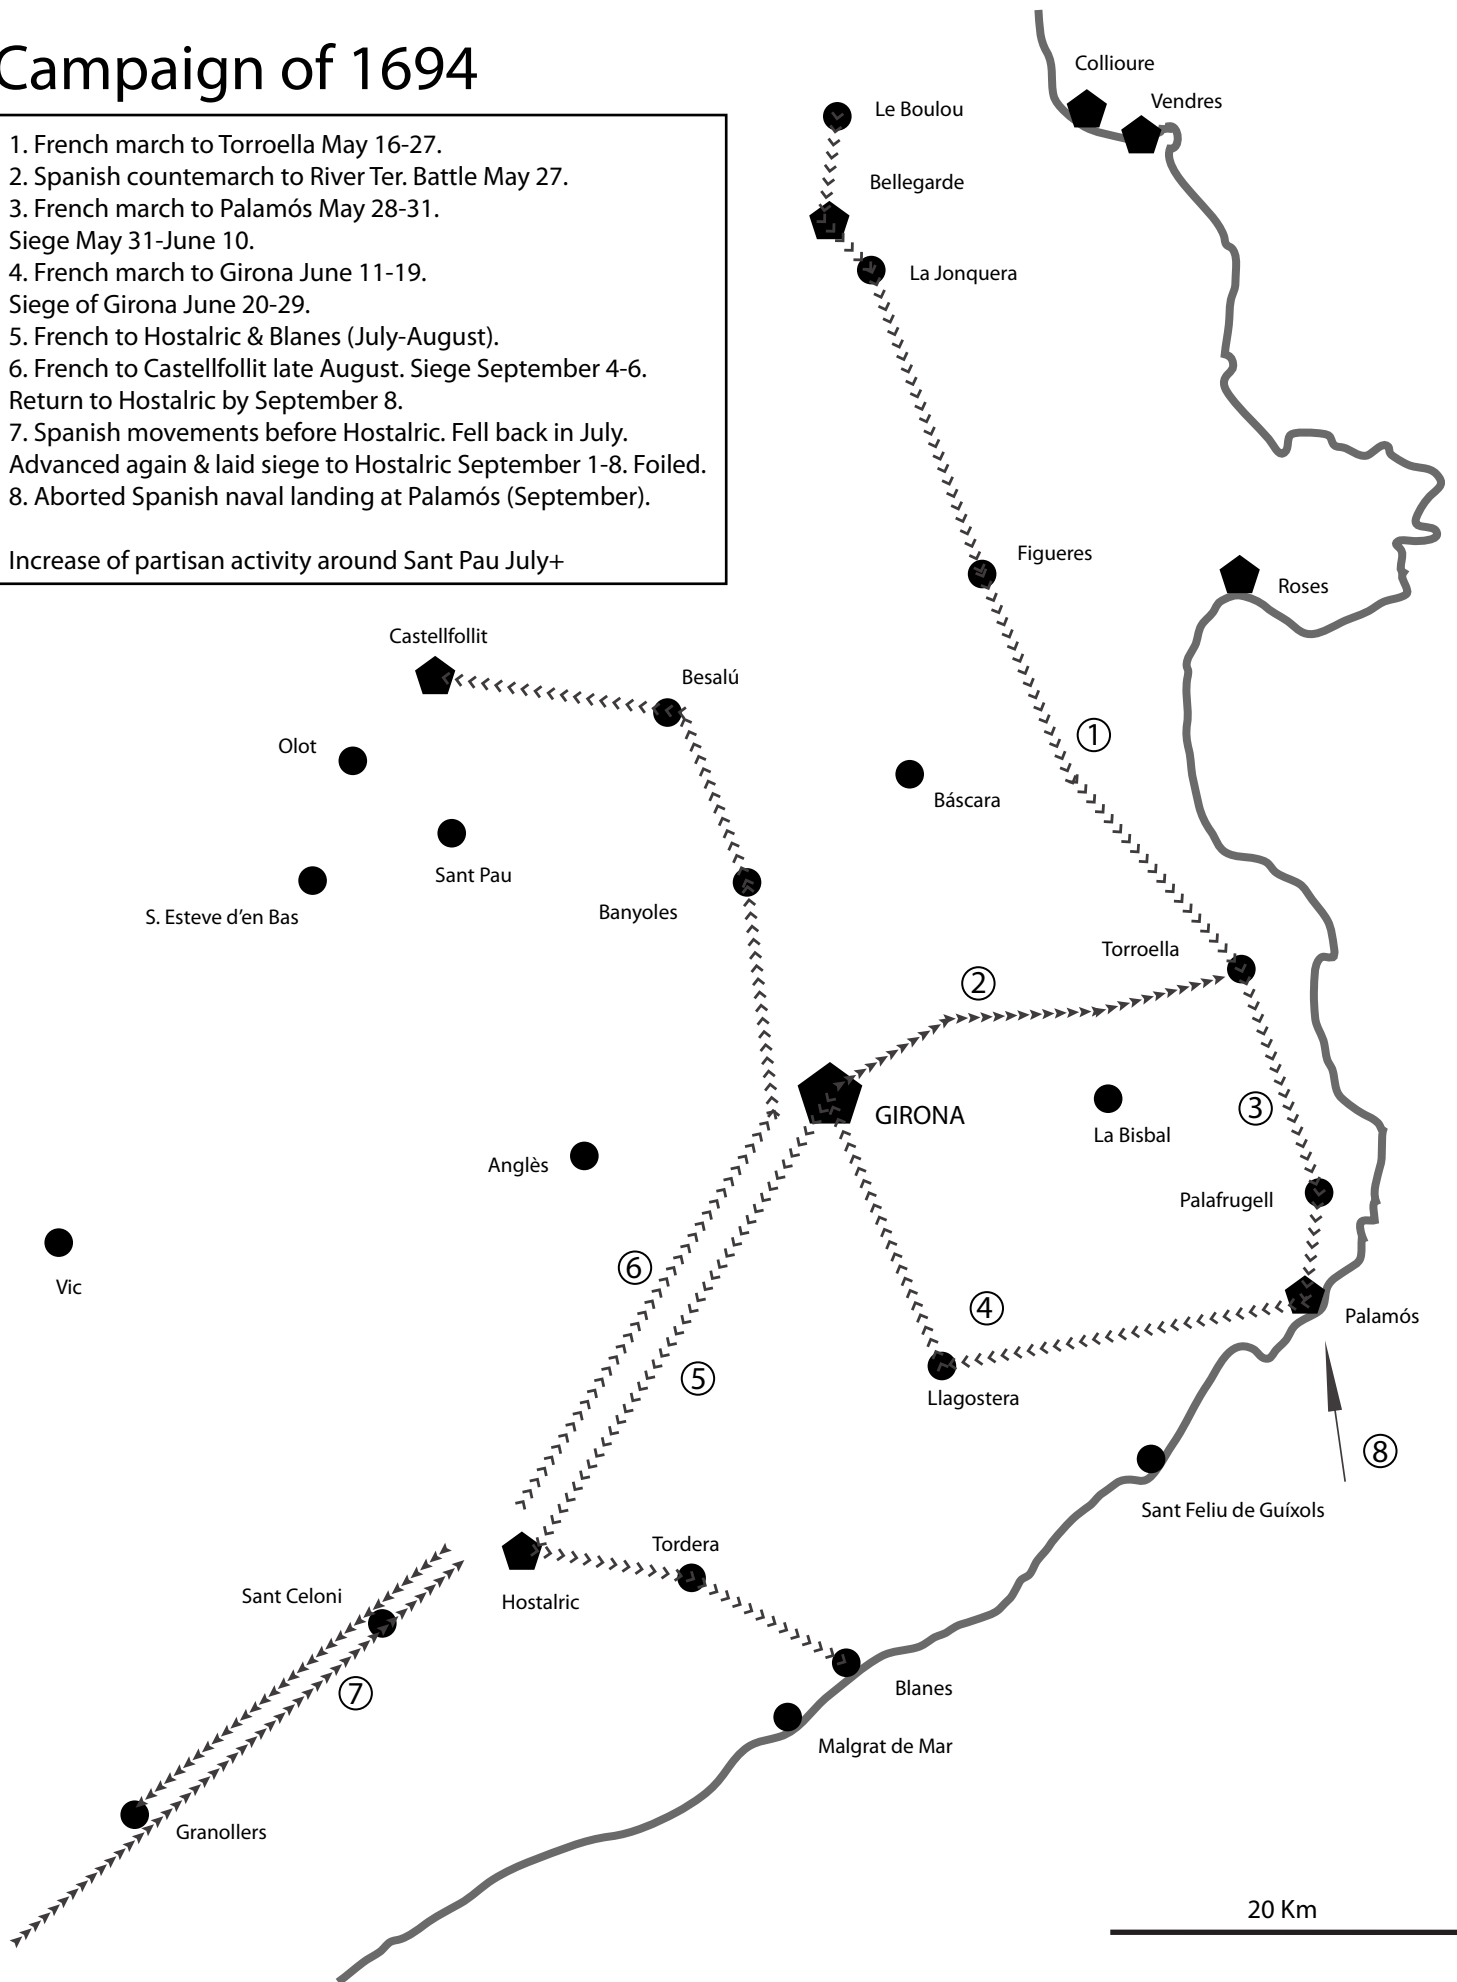 Campaign of 1694
1. French march to Torroella May 16-27.
2. Spanish countemarch to River Ter. Battle May 27.
3. French march to Palamós May 28-31.
Siege May 31-June 10.
4. French march to Girona June 11-19.
Siege of Girona June 20-29.
5. French to Hostalric & Blanes (July-August).
6. French to Castellfollit late August. Siege September 4-6.
Return to Hostalric by September 8.
7. Spanish movements before Hostalric. Fell back in July.
Advanced again & laid siege to Hostalric September 1-8. Foiled.
8. Aborted Spanish naval landing at Palamós (September).
Increase of partisan activity around Sant Pau July+
Collioure
Vendres
Le Boulou
Bellegarde
La Jonquera
Figueres
Roses
Castellfollit
Besalú
1
Olot
Báscara
Sant Pau
S. Esteve d'en Bas
Banyoles
Torroella
2
GIRONA
3
La Bisbal
Anglès
Palafrugell
Vic
6
4
Palamós
5
Llagostera
8
Sant Feliu de Guíxols
Tordera
Sant Celoni
Hostalric
7
Blanes
Malgrat de Mar
Granollers
20 Km